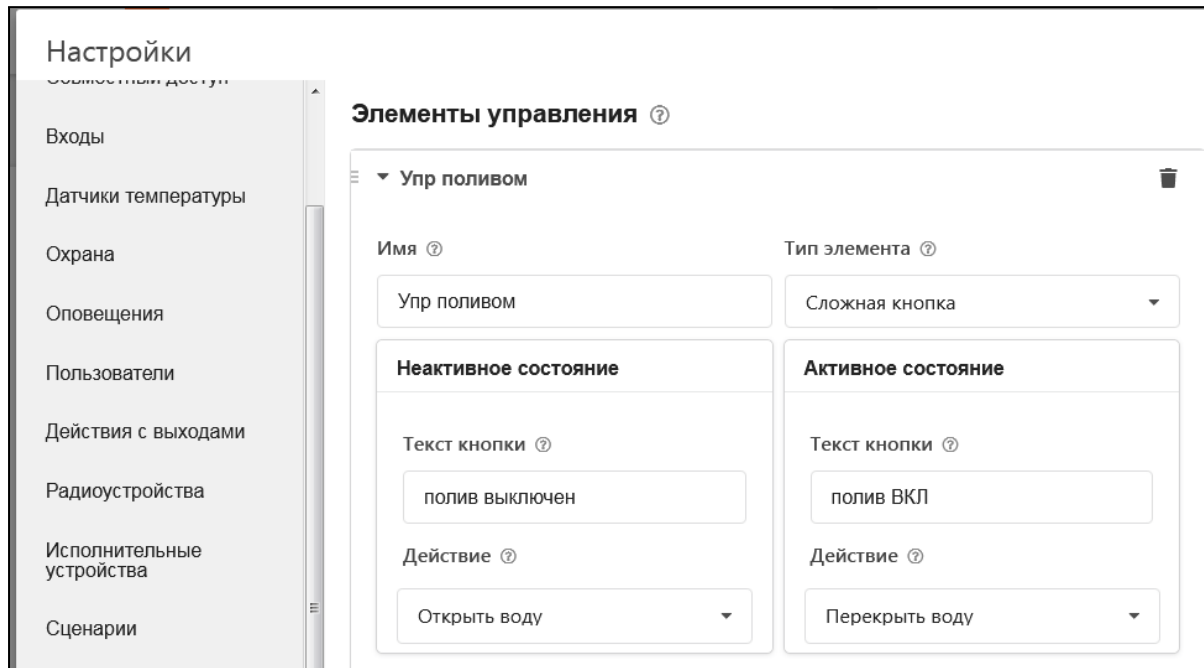 Настройки
Совместный доступ
Входы
Датчики температуры
Охрана
Оповещения
Пользователи
Действия с выходами
Радиоустройства
Исполнительные
устройства
Сценарии
Элементы управления
Упр поливом
Имя
Тип элемента
Упр поливом
Сложная кнопка
Неактивное состояние
Активное состояние
Текст кнопки
Текст кнопки
полив выключен
полив ВКЛ
Действие
Действие
Открыть воду
Перекрыть воду